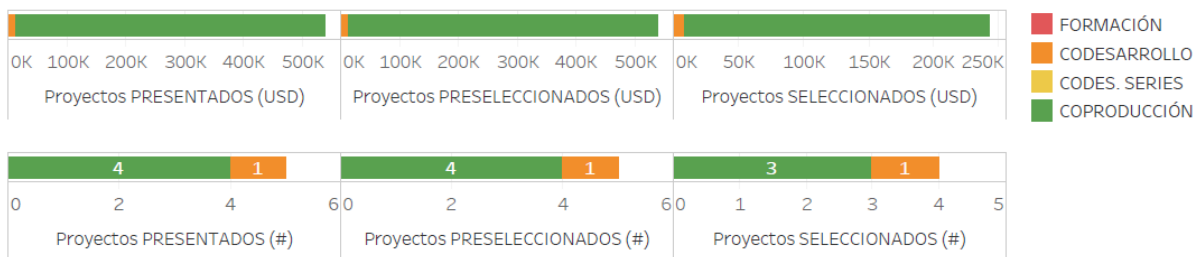 0K 100K 200K 300K 400K 500K 0K 100K 200K 300K 400K 500K 0K 50K 100K 150K 200K 250K
Proyectos PRESENTADOS (USD) Proyectos PRESELECCIONADOS (USD) Proyectos SELECCIONADOS (USD)
FORMACIÓN
CODESARROLLO
CODES. SERIES
COPRODUCCIÓN
4 1 4 1 3 1
0 2 4 6 0 2 4 6 0 1 2 3 4 5
Proyectos PRESENTADOS (#) Proyectos PRESELECCIONADOS (#) Proyectos SELECCIONADOS (#)